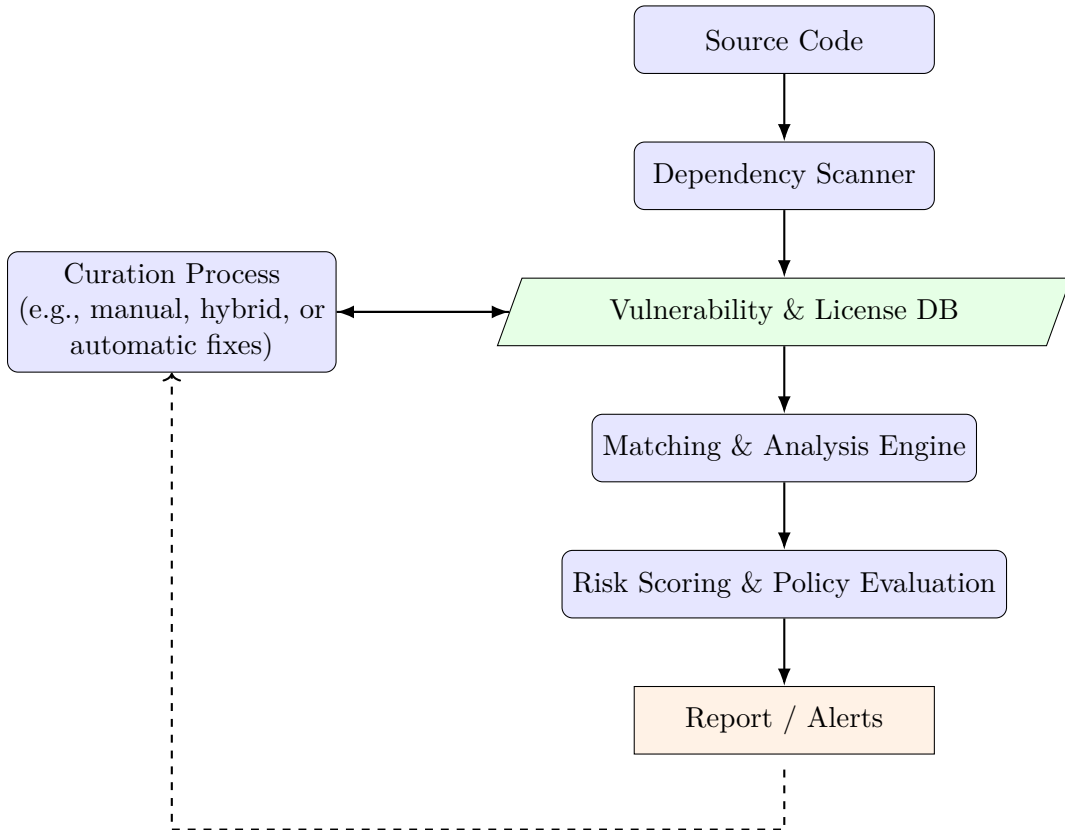 Source Code
Dependency Scanner
Curation Process
(e.g., manual, hybrid, or
automatic fixes)
Vulnerability & License DB
Matching & Analysis Engine
Risk Scoring & Policy Evaluation
Report / Alerts